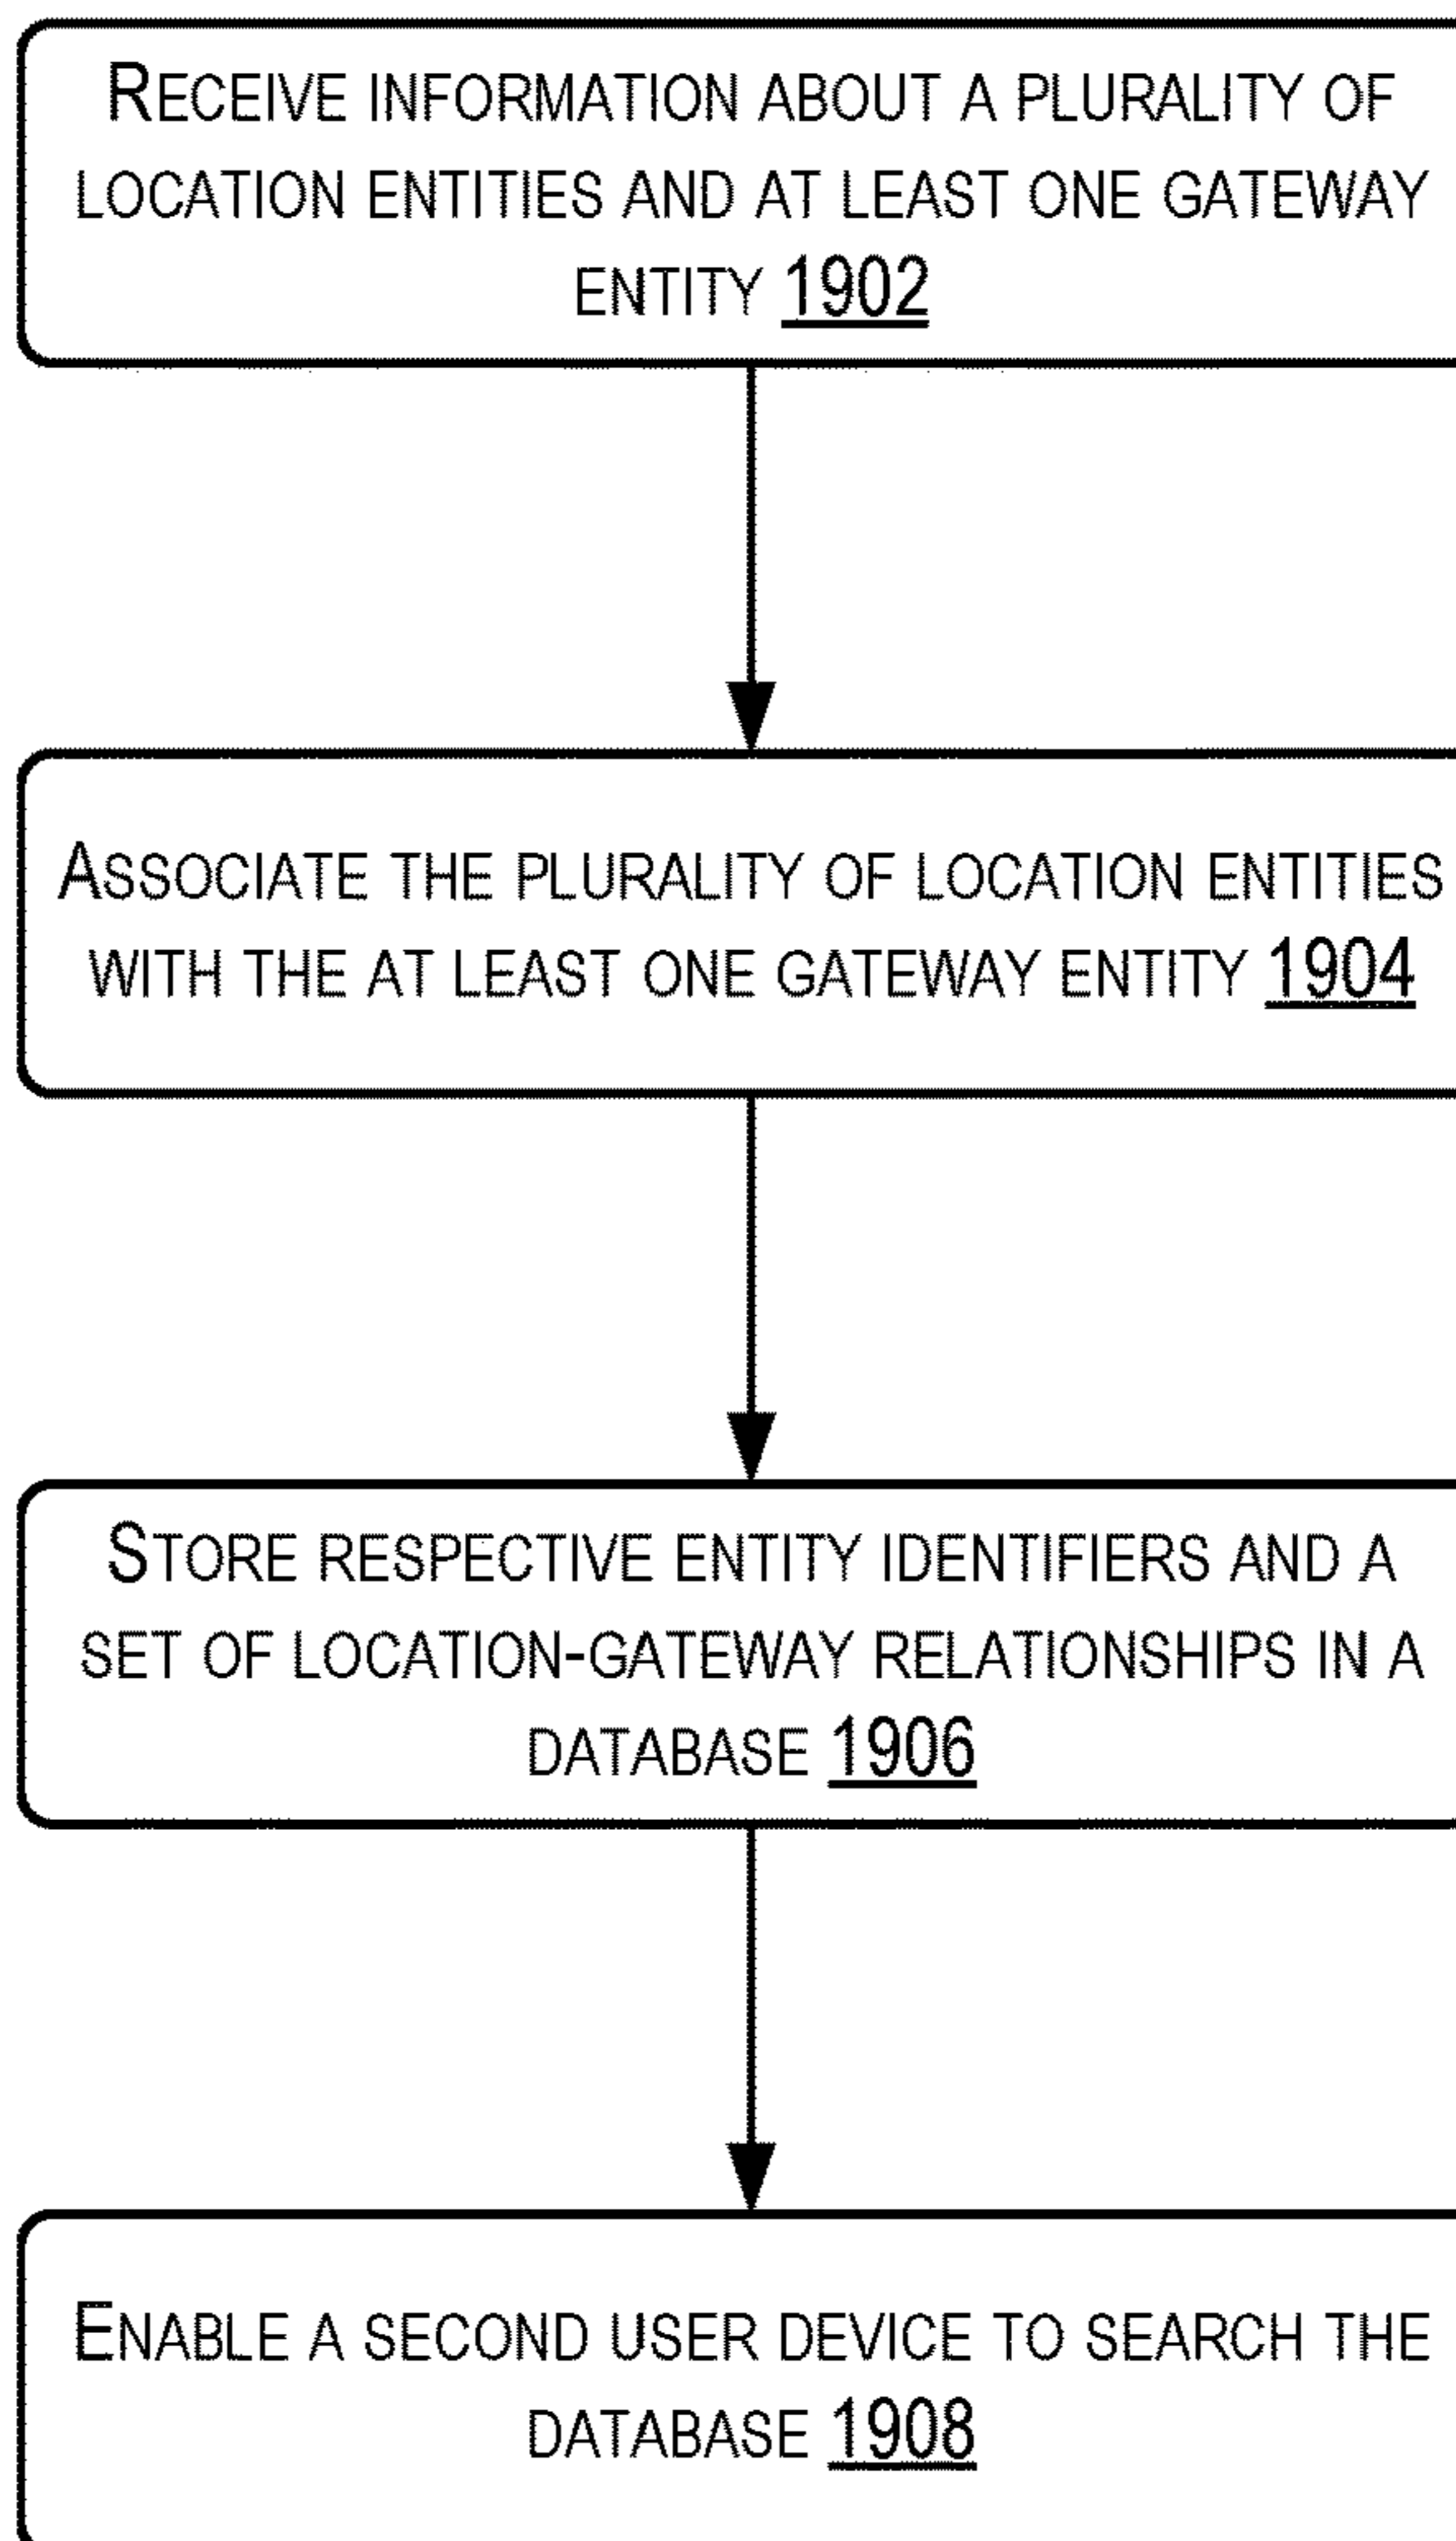 RECEIVE INFORMATION ABOUT A PLURALITY OF
LOCATION ENTITIES AND AT LEAST ONE GATEWAY
ENTITY 1902
ASSOCIATE THE PLURALITY OF LOCATION ENTITIES
WITH THE AT LEAST ONE GATEWAY ENTITY 1904
STORE RESPECTIVE ENTITY IDENTIFIERS AND A
SET OF LOCATION-GATEWAY RELATIONSHIPS IN A
DATABASE 1906
ENABLE A SECOND USER DEVICE TO SEARCH THE
DATABASE 1908